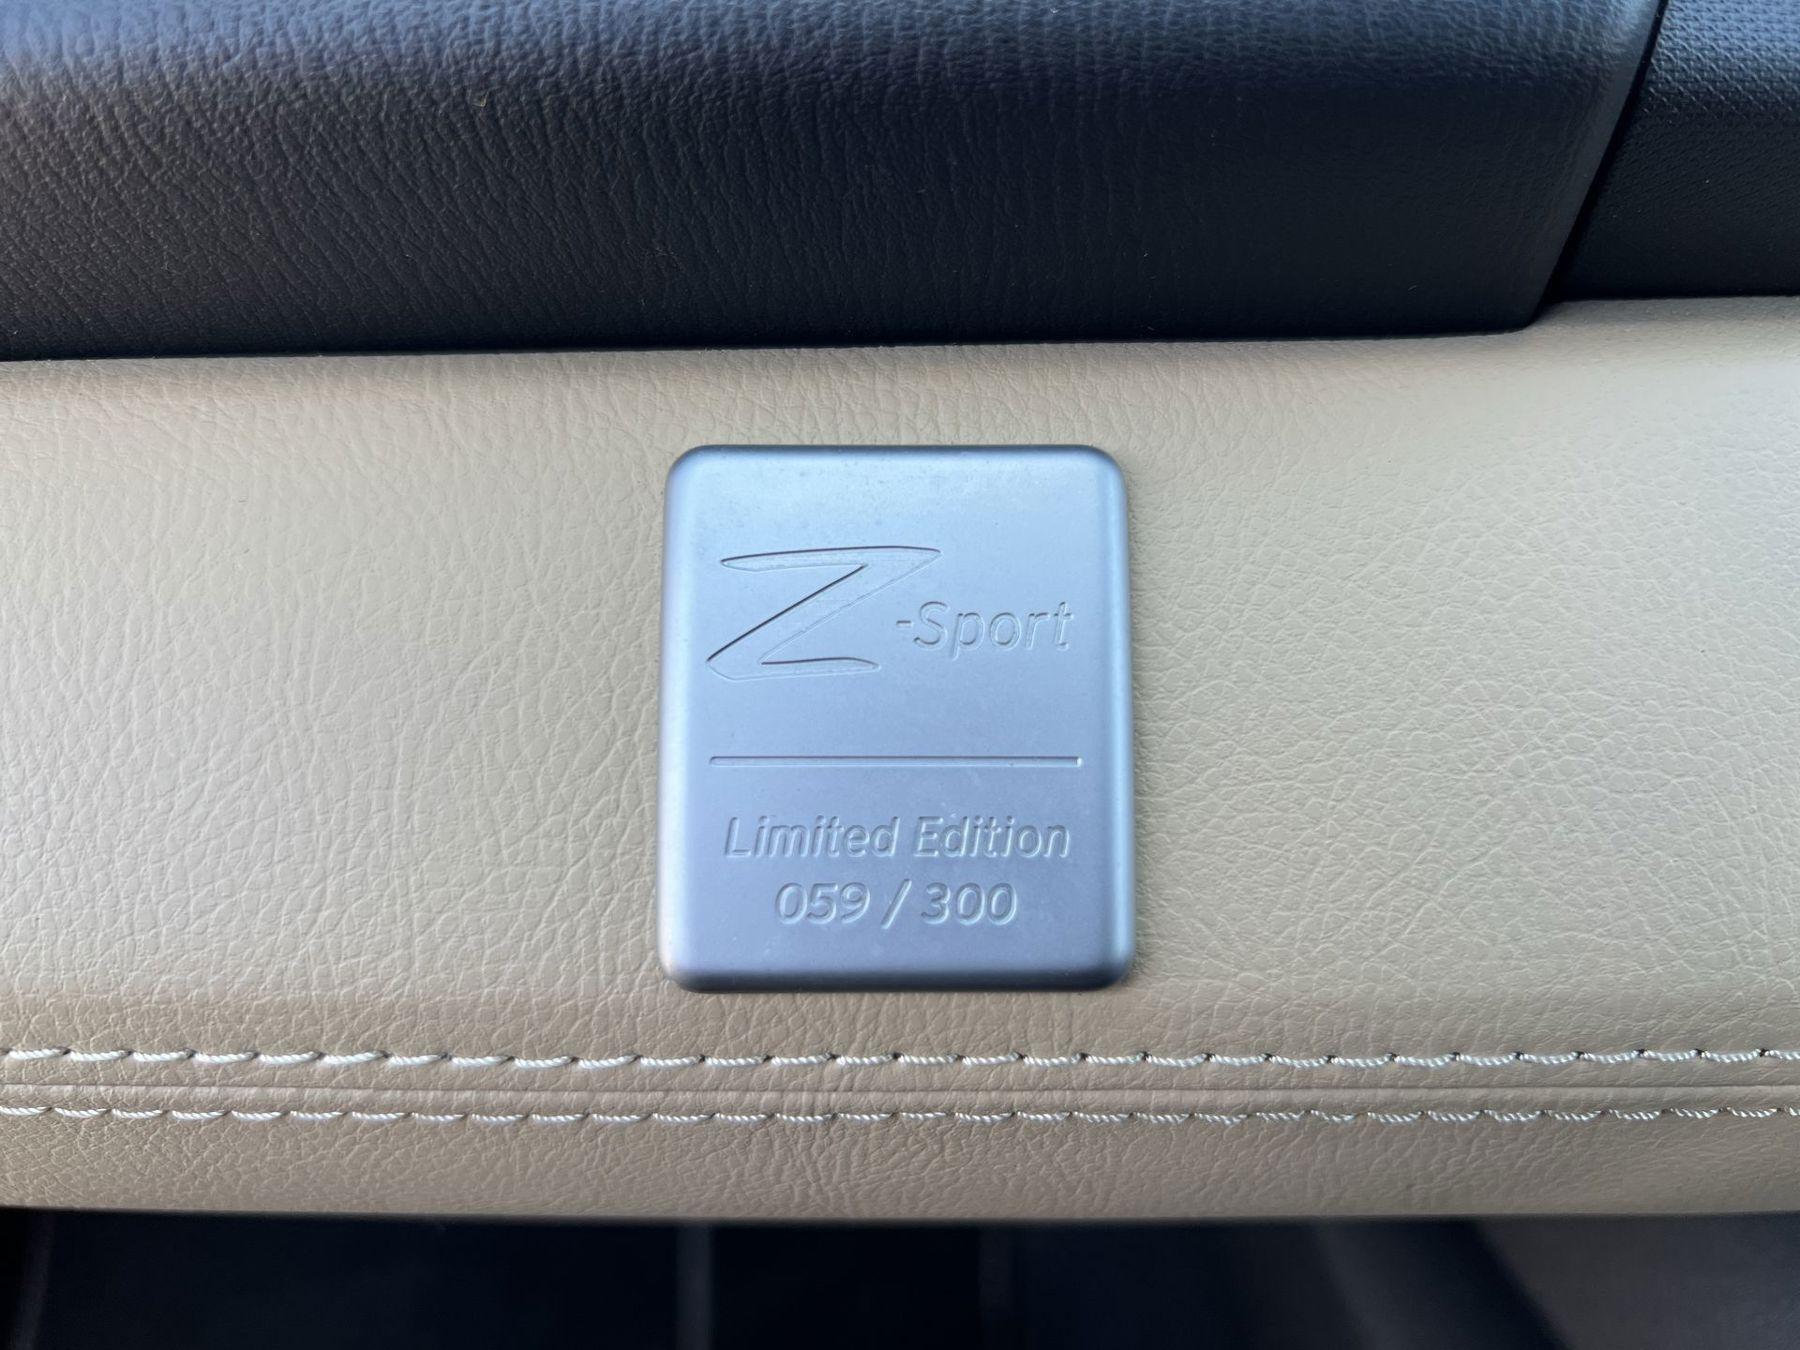 Z-Sport
Limited Edition
059 / 300